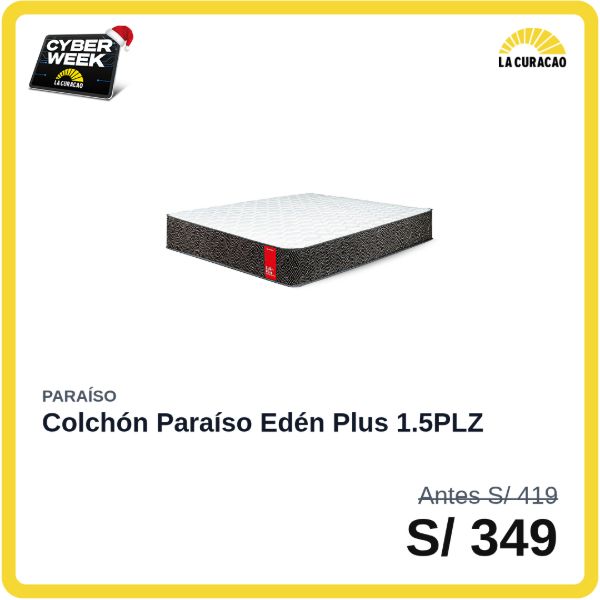 CYBER
WEEK
LA CURACAO
LA CURACAO
PARAÍSO
Colchón Paraíso Edén Plus 1.5PLZ
Antes S/ 419
S/ 349